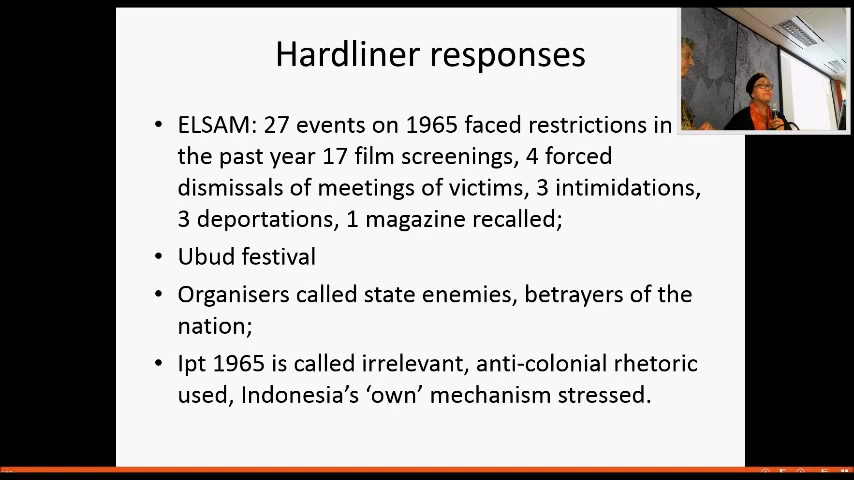 Hardliner responses
• ELSAM: 27 events on 1965 faced restrictions in
the past year 17 film screenings, 4 forced
dismissals of meetings of victims, 3 intimidations,
3 deportations, 1 magazine recalled;
• Ubud festival
• Organisers called state enemies, betrayers of the
nation;
• Ipt 1965 is called irrelevant, anti-colonial rhetoric
used, Indonesia's ‘own’ mechanism stressed.